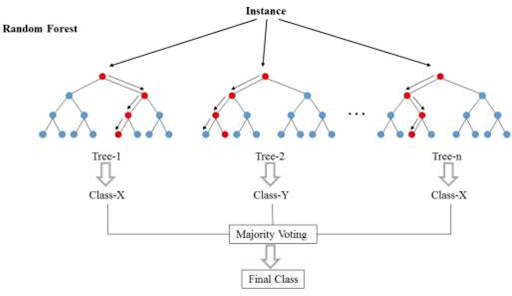 Instance
Random Forest
...
Tree-1 Tree-2 Tree-n
Class-X Class-Y Class-X
Majority Voting
Final Class